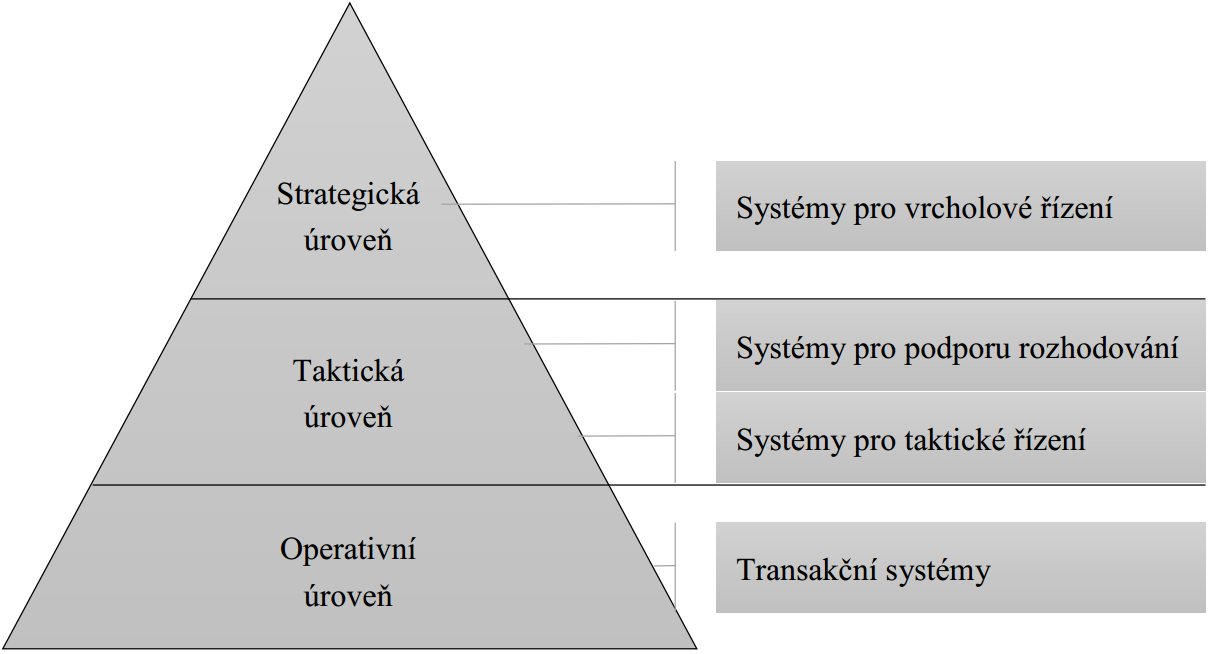 Strategická
úroveň
Systémy pro vrcholové řízení
Taktická
úroveň
Systémy pro podporu rozhodování
Systémy pro taktické řízení
Operativní
úroveň
Transakční systémy